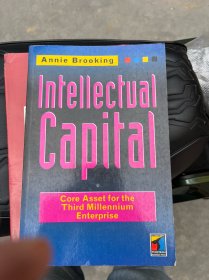 Annie Brooking
Intellectual
Capital
Core Asset for the
Third Millennium
Enterprise